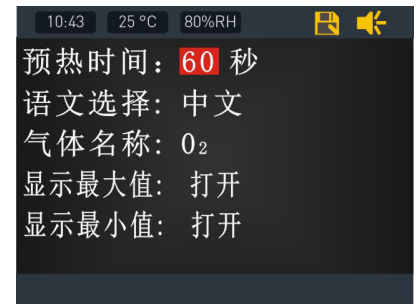 10:43 25 °C 80%RH
预热时间：60 秒
语文选择: 中文
气体名称: O₂
显示最大值: 打开
显示最小值: 打开